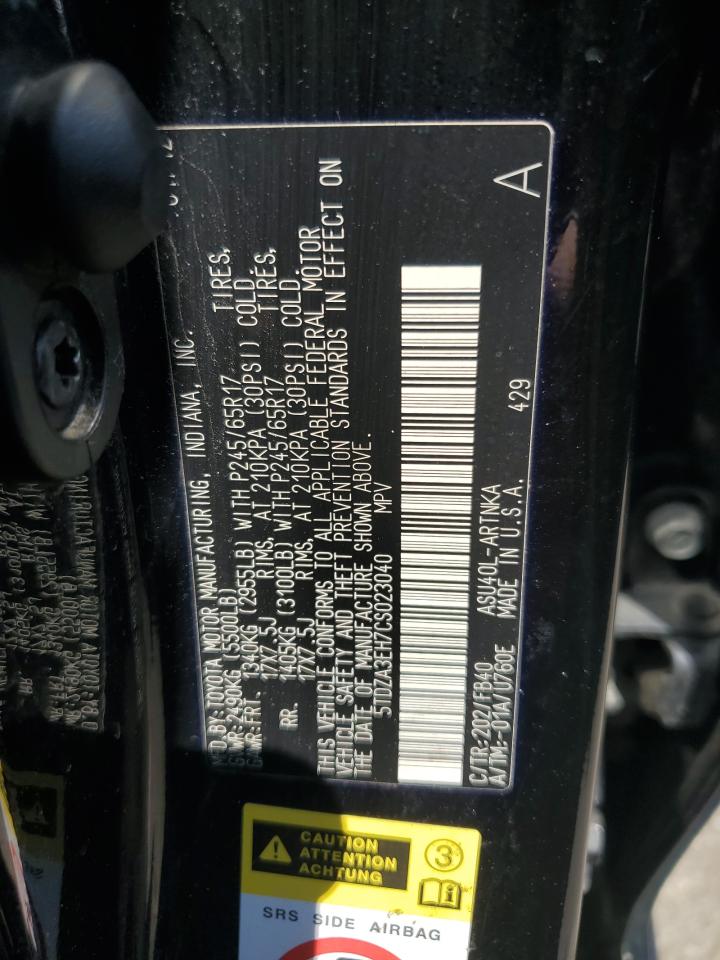 MFD BY:TOYOTA MOTOR MANUFACTURING, INDIANA, INC.
GVWR:2490KG (5500LB)
GAWR:FRT. 1340KG (2955LB) WITH P245/65R17 TIRES,
17X7.5J RIMS, AT 210KPA (30PSI) COLD.
RR. 1405KG (3100LB) WITH P245/65R17 TIRES,
17X7.5J RIMS, AT 210KPA (30PSI) COLD.
THIS VEHICLE CONFORMS TO ALL APPLICABLE FEDERAL MOTOR
VEHICLE SAFETY AND THEFT PREVENTION STANDARDS IN EFFECT ON
THE DATE OF MANUFACTURE SHOWN ABOVE.
5TDZA3EH7CS023040 MPV
C/TR:202/FB40 ASU40L-ARTNKA 429 A
A/TM:-01A/U760E MADE IN U.S.A.
CAUTION
ATTENTION
ACHTUNG
3
SRS SIDE AIRBAG